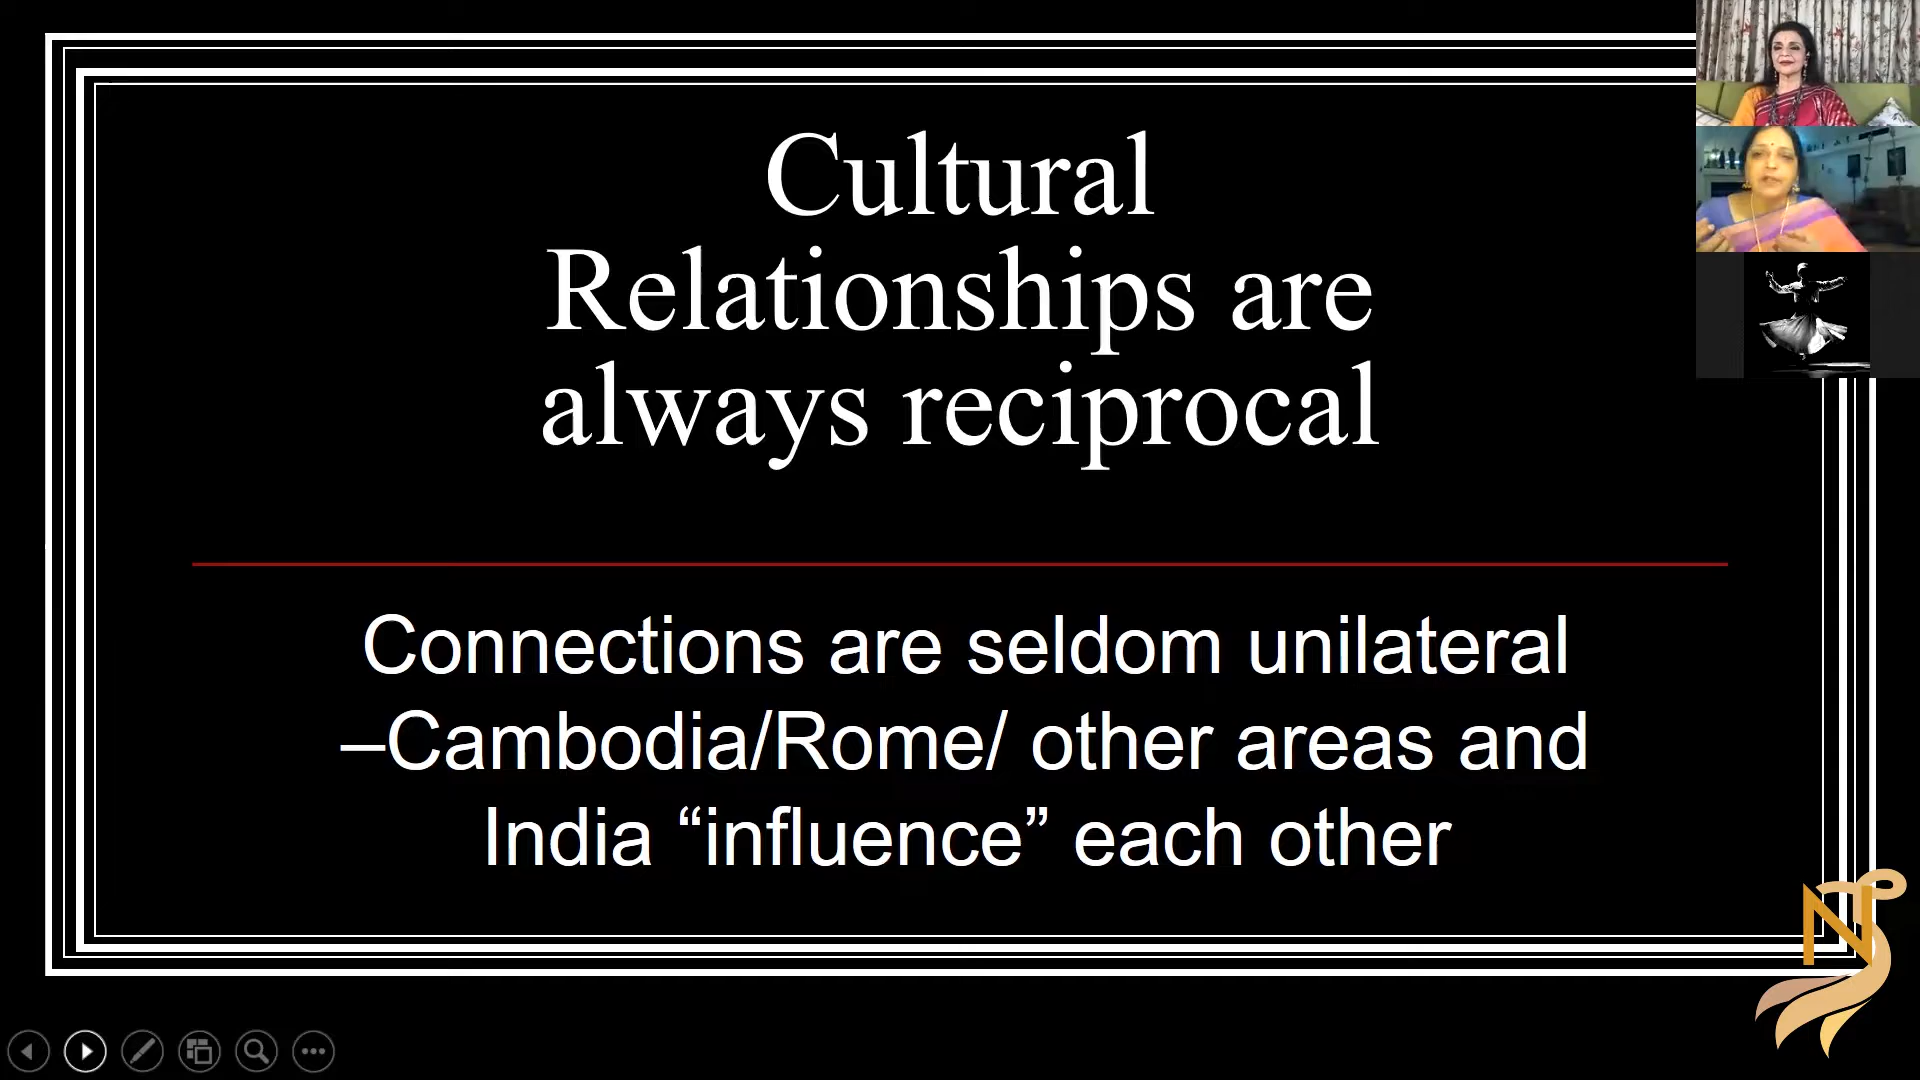 Cultural
Relationships are
always reciprocal
Connections are seldom unilateral
–Cambodia/Rome/ other areas and
India “influence” each other
N